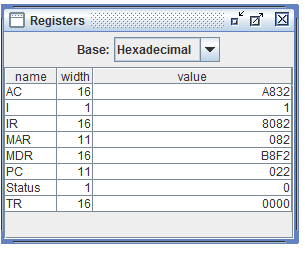 Registers
Base: Hexadecimal
name width value
AC 16 A832
I 1 1
IR 16 8082
MAR 11 082
MDR 16 B8F2
PC 11 022
Status 1 0
TR 16 0000